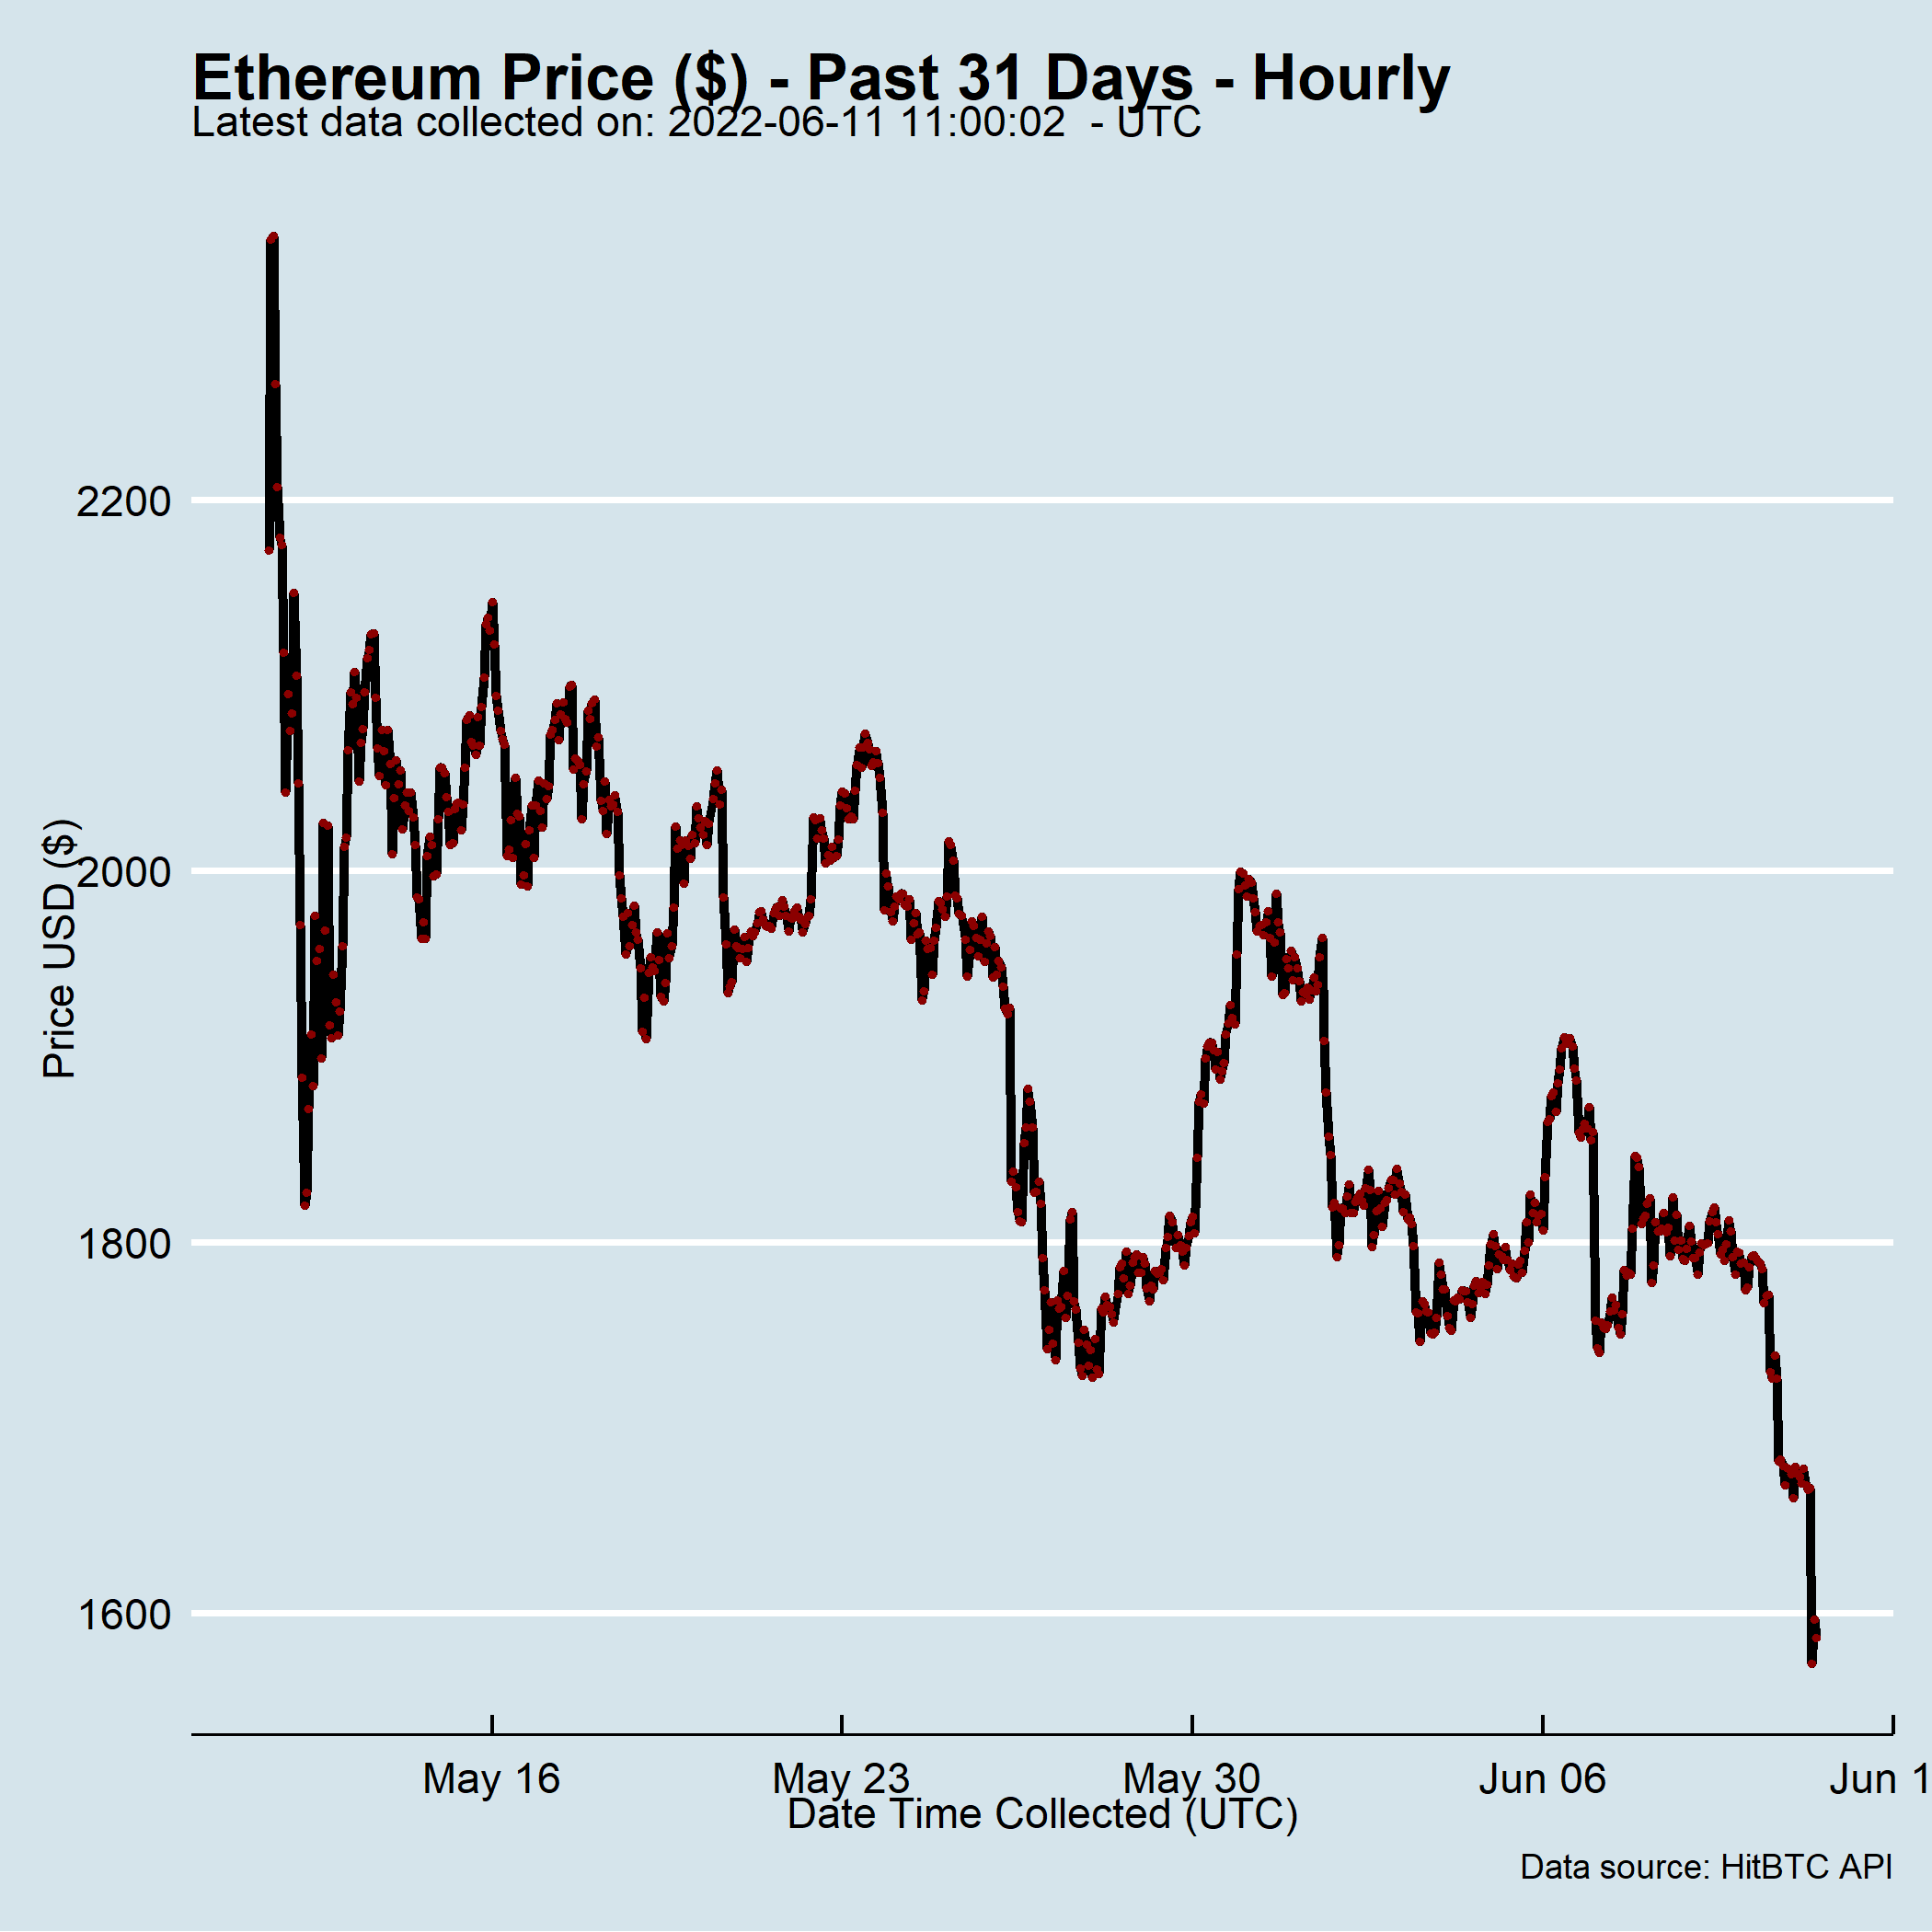 Ethereum Price ($) - Past 31 Days - Hourly
Latest data collected on: 2022-06-11 11:00:02 - UTC
2200
2000
1800
1600
Price USD ($)
May 16 May 23 May 30 Jun 06 Jun 1
Date Time Collected (UTC)
Data source: HitBTC API